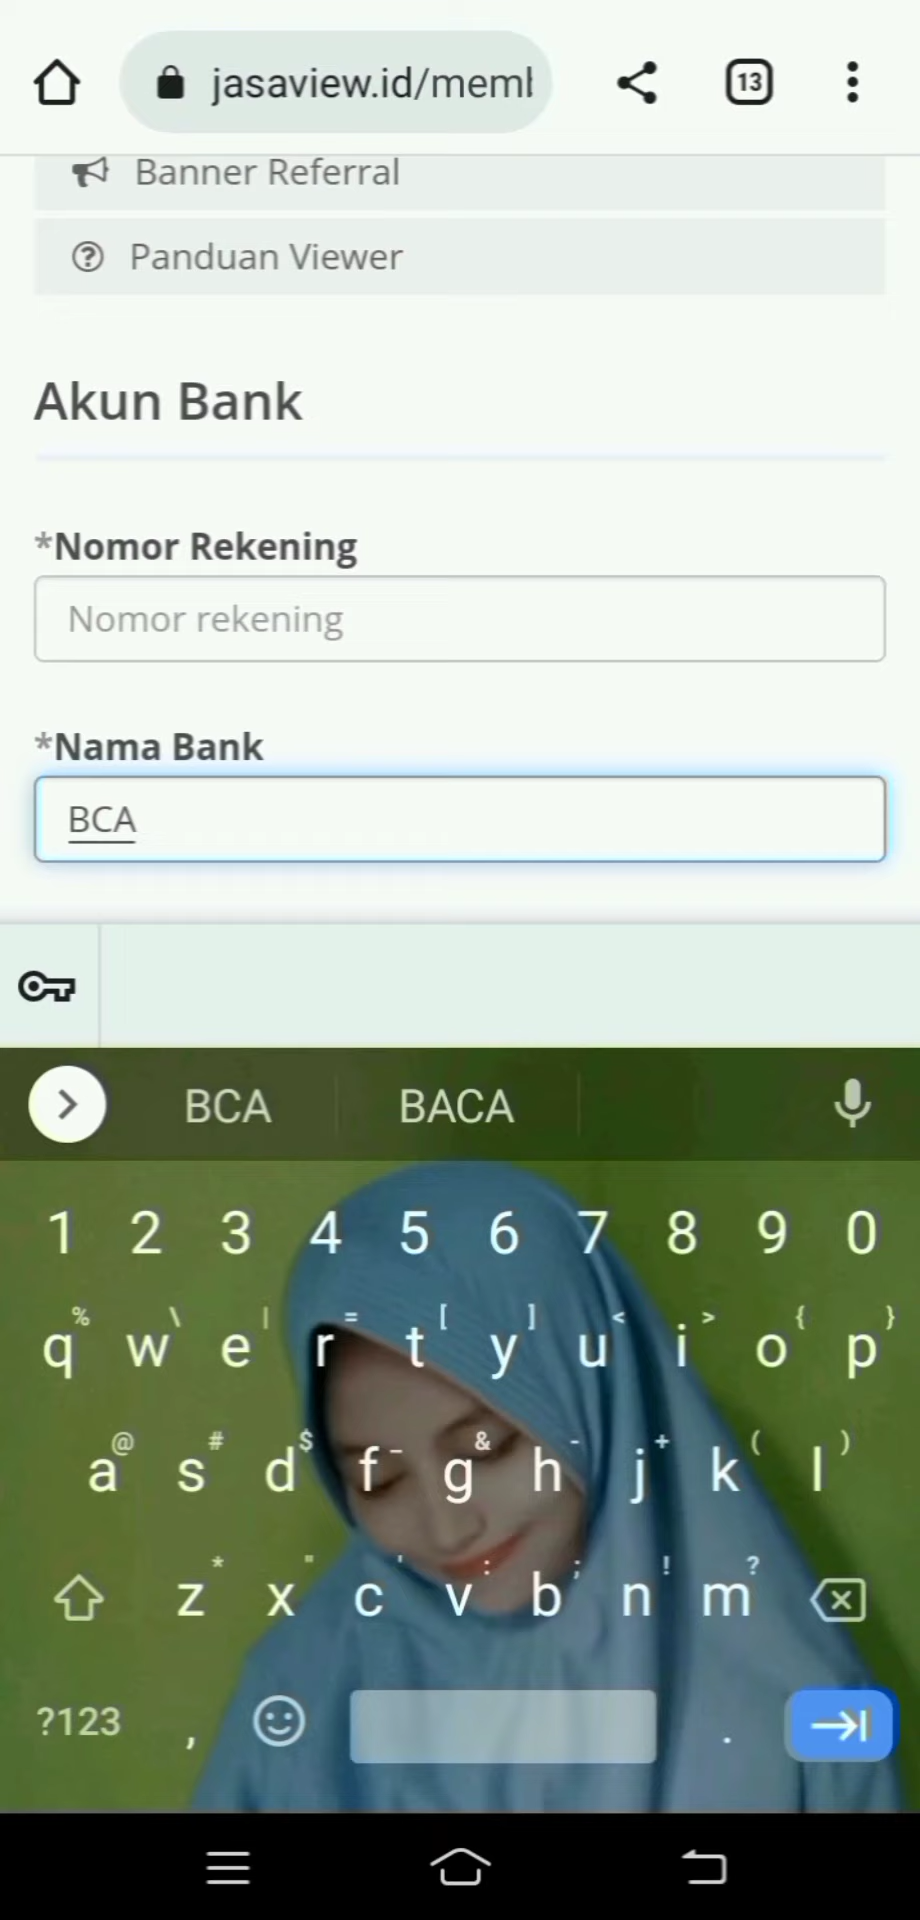 jasaview.id/meml
13
Banner Referral
Panduan Viewer
Akun Bank
*Nomor Rekening
Nomor rekening
*Nama Bank
BCA
BCA BACA
1 2 3 4 5 6 7 8 9 0
% \ | = [ ] < > { }
q w e r t y u i o p
@ # $ - & - + ( )
a s d f g h j k l
* " ' : ; ! ?
z x c v b n m
?123 , .